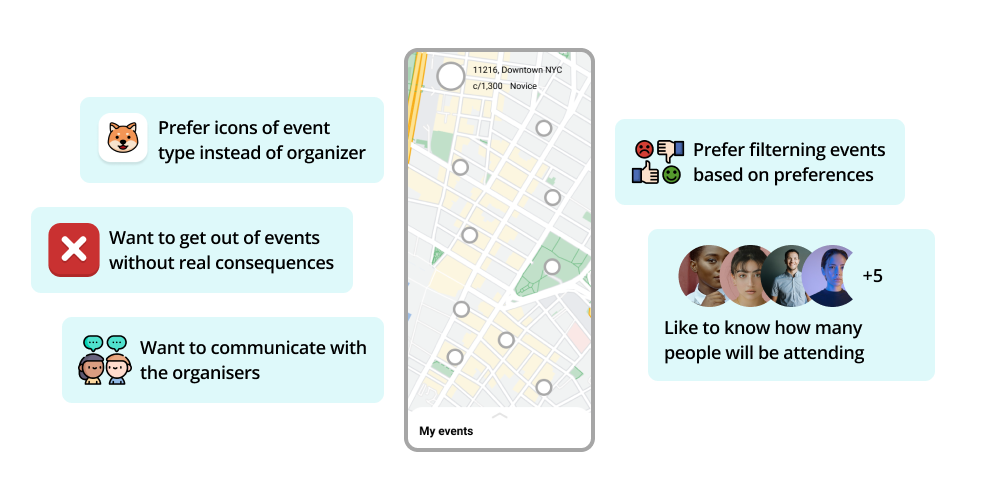 Prefer icons of event
type instead of organizer
Want to get out of events
without real consequences
Want to communicate with
the organisers
11216, Downtown NYC
c/1,300 Novice
My events
Prefer filterning events
based on preferences
+5
Like to know how many
people will be attending